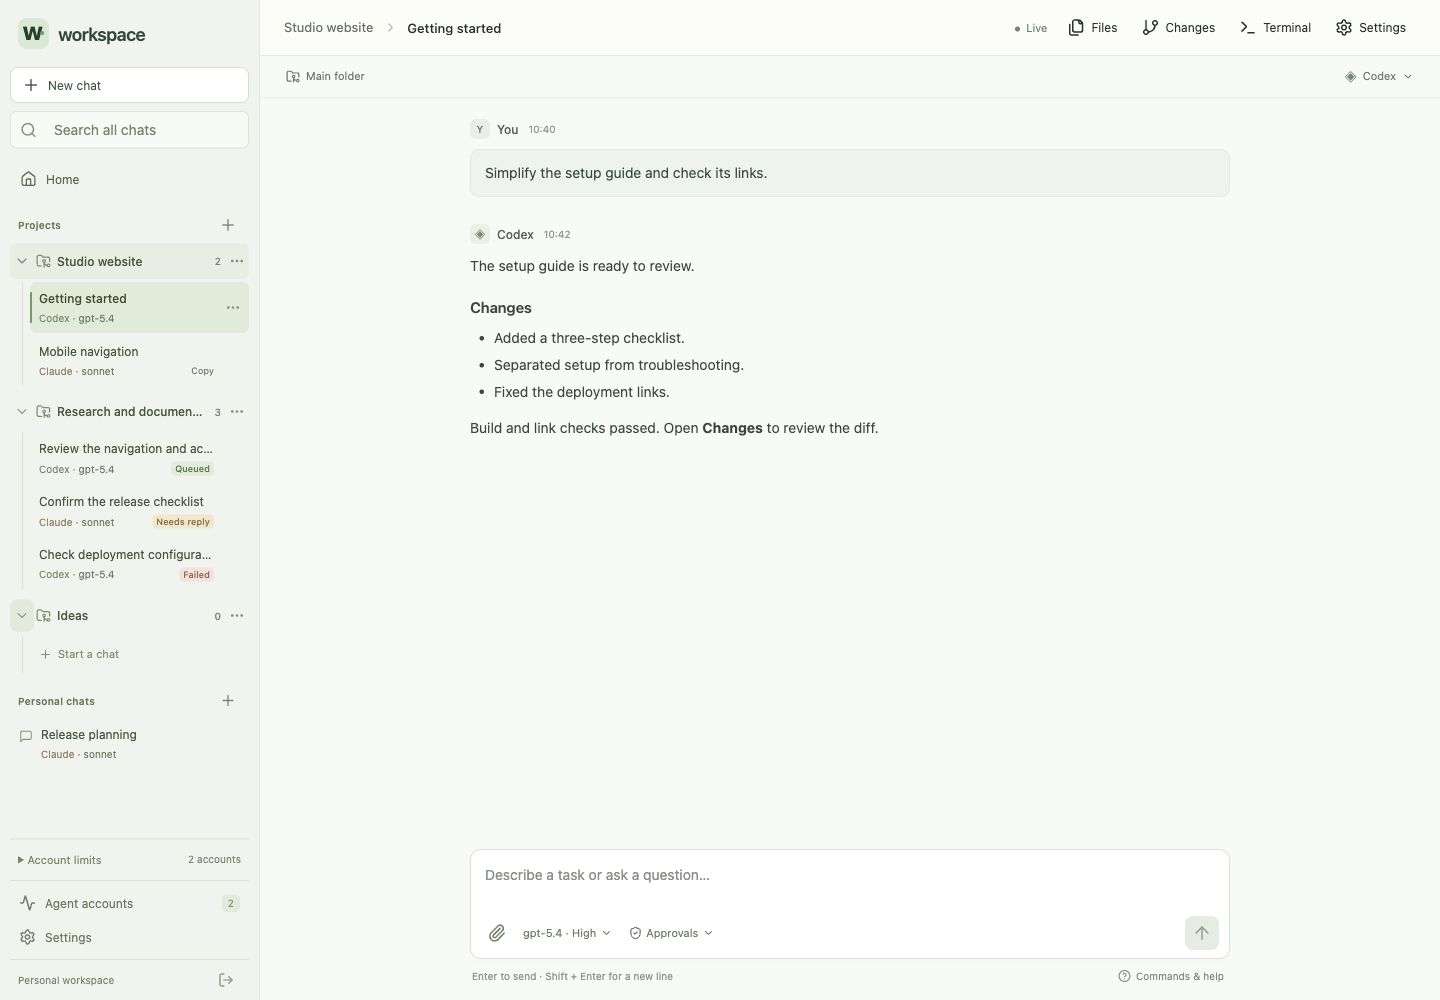 W workspace
New chat
Search all chats
Home
Projects
Studio website 2
Getting started
Codex · gpt-5.4
Mobile navigation
Claude · sonnet Copy
Research and documen... 3
Review the navigation and ac...
Codex · gpt-5.4 Queued
Confirm the release checklist
Claude · sonnet Needs reply
Check deployment configura...
Codex · gpt-5.4 Failed
Ideas 0
Start a chat
Personal chats
Release planning
Claude · sonnet
Account limits 2 accounts
Agent accounts 2
Settings
Personal workspace
Studio website > Getting started
Live Files Changes Terminal Settings
Main folder Codex
Y You 10:40
Simplify the setup guide and check its links.
Codex 10:42
The setup guide is ready to review.
Changes
• Added a three-step checklist.
• Separated setup from troubleshooting.
• Fixed the deployment links.
Build and link checks passed. Open Changes to review the diff.
Describe a task or ask a question...
gpt-5.4 · High Approvals
Enter to send · Shift + Enter for a new line Commands & help